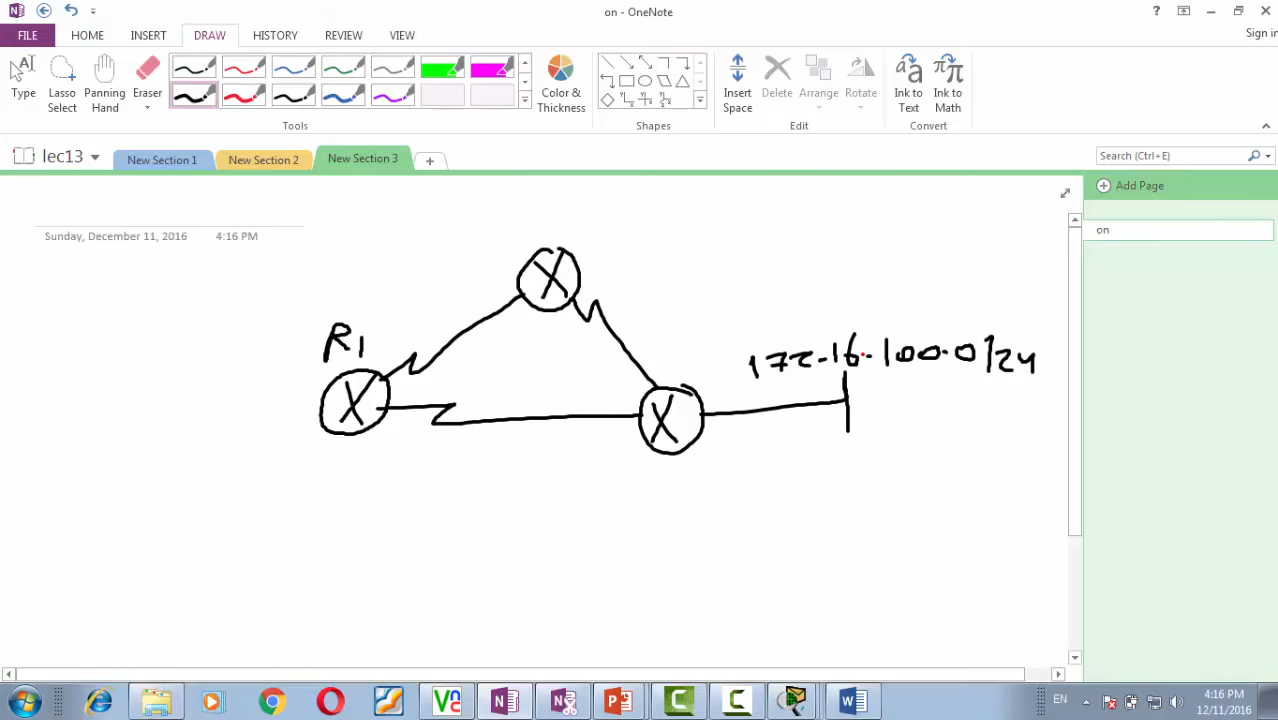 on - OneNote
Sign in
FILE HOME INSERT DRAW HISTORY REVIEW VIEW
Type
Lasso Select
Panning Hand
Eraser
Color & Thickness
Insert Space
Delete
Arrange
Rotate
Ink to Text
Ink to Math
Tools
Shapes
Edit
Convert
lec13
New Section 1
New Section 2
New Section 3
Search (Ctrl+E)
Add Page
on
Sunday, December 11, 2016 4:16 PM
R1
172.16.100.0/24
EN
4:16 PM
12/11/2016